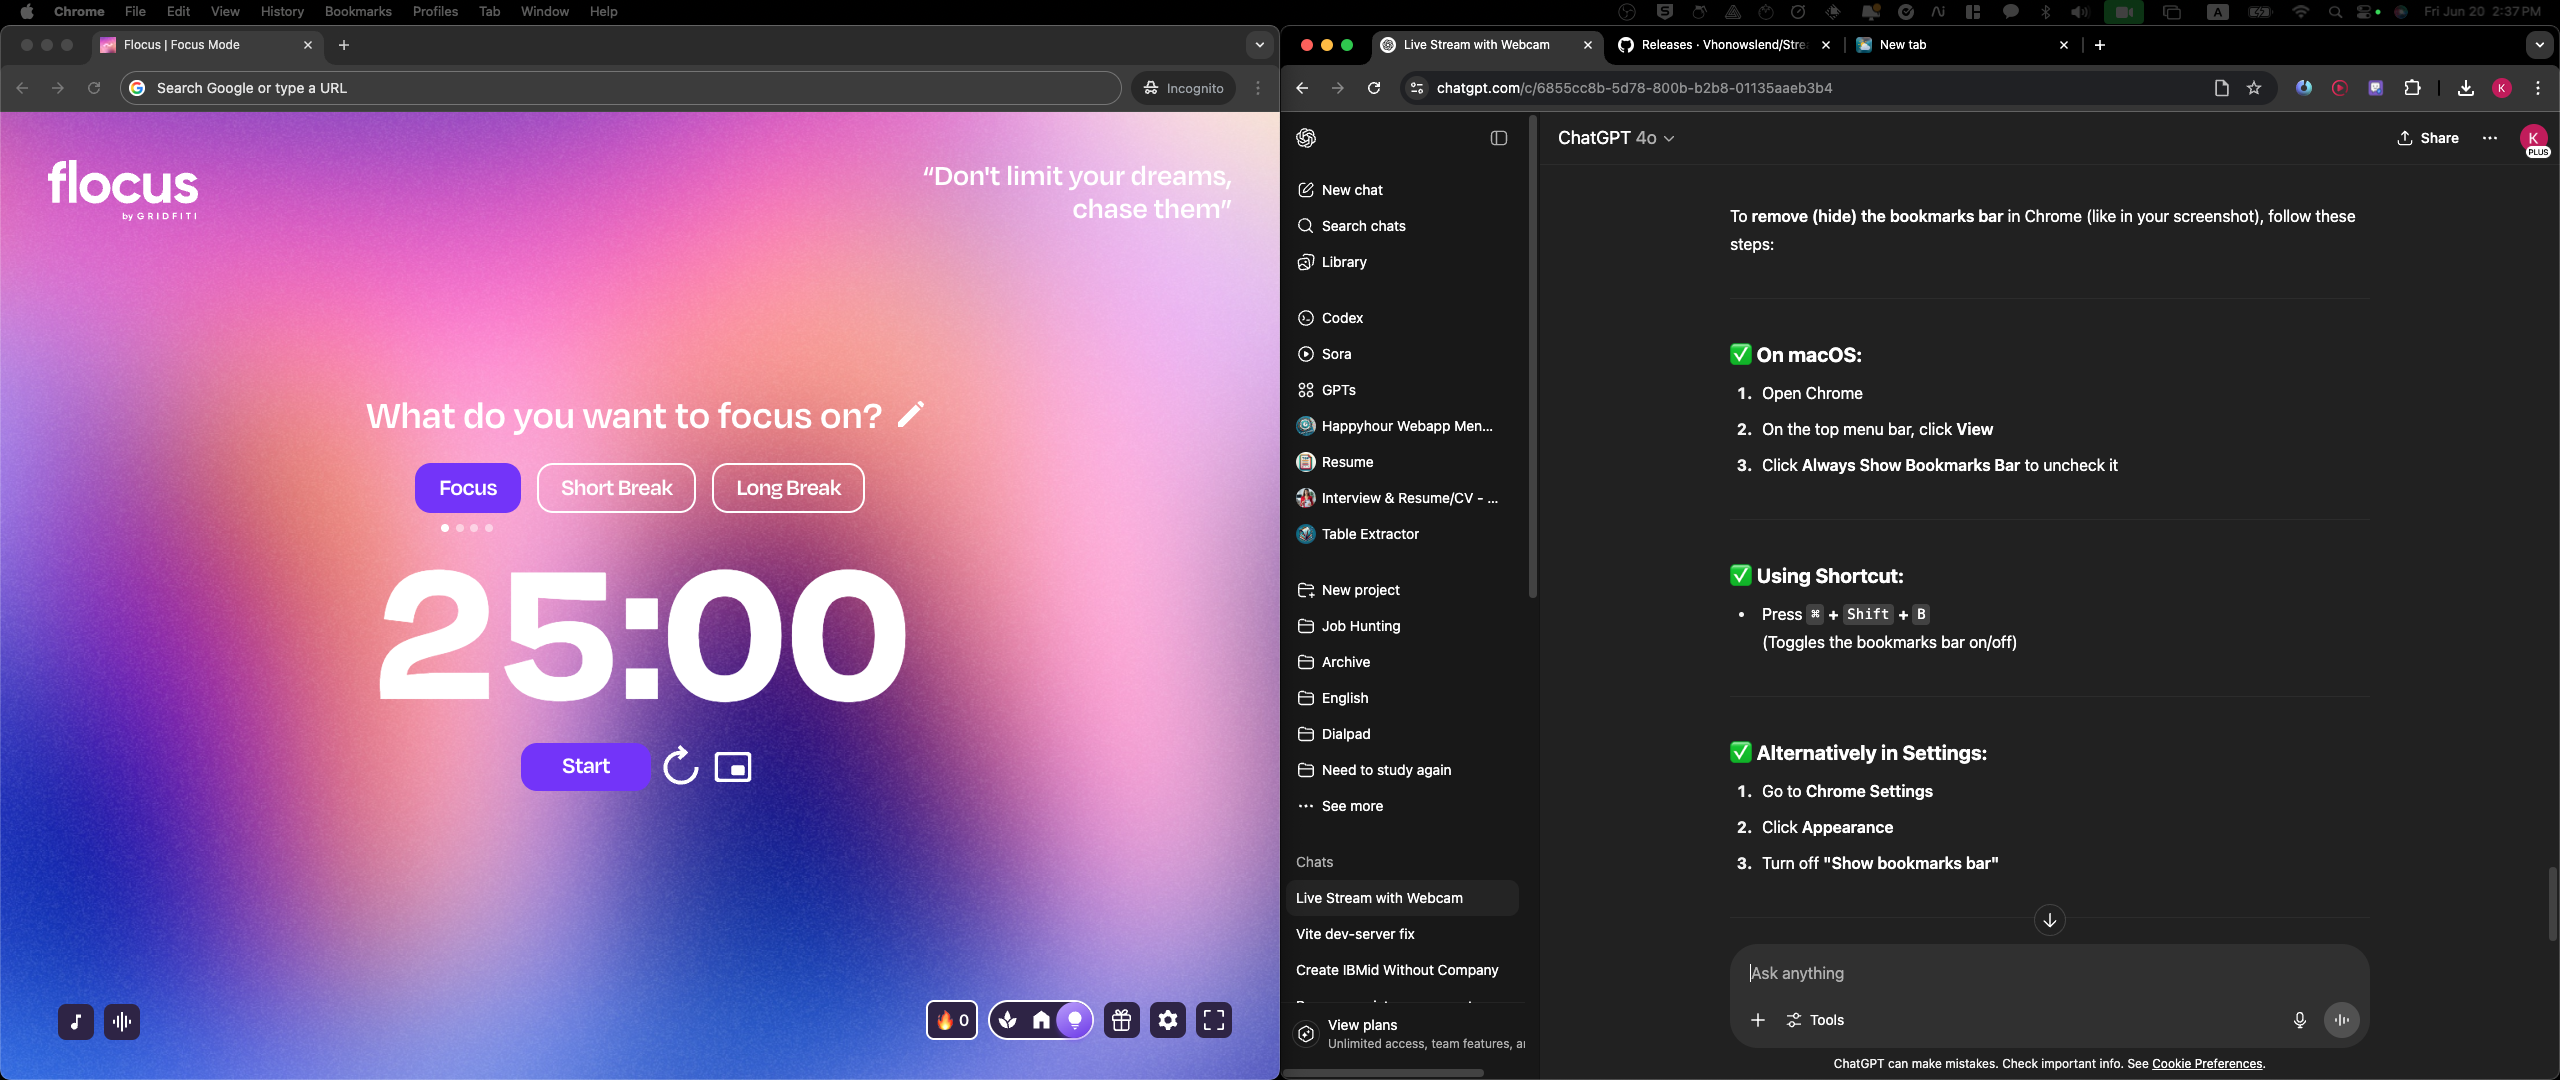 Chrome File Edit View History Bookmarks Profiles Tab Window Help
A
Fri Jun 20 2:37 PM
Flocus | Focus Mode
Search Google or type a URL
Incognito
flocus
by GRIDFITI
“Don't limit your dreams,
chase them”
What do you want to focus on?
Focus
Short Break
Long Break
25:00
Start
0
Live Stream with Webcam
Releases · Vhonowslend/Stre
New tab
chatgpt.com/c/6855cc8b-5d78-800b-b2b8-01135aaeb3b4
K
New chat
Search chats
Library
Codex
Sora
GPTs
Happyhour Webapp Men...
Resume
Interview & Resume/CV - ...
Table Extractor
New project
Job Hunting
Archive
English
Dialpad
Need to study again
See more
Chats
Live Stream with Webcam
Vite dev-server fix
Create IBMid Without Company
View plans
Unlimited access, team features, a
ChatGPT 4o
Share
K
PLUS
To remove (hide) the bookmarks bar in Chrome (like in your screenshot), follow these
steps:
✅ On macOS:
1. Open Chrome
2. On the top menu bar, click View
3. Click Always Show Bookmarks Bar to uncheck it
✅ Using Shortcut:
• Press ⌘ + Shift + B
(Toggles the bookmarks bar on/off)
✅ Alternatively in Settings:
1. Go to Chrome Settings
2. Click Appearance
3. Turn off "Show bookmarks bar"
Ask anything
Tools
ChatGPT can make mistakes. Check important info. See Cookie Preferences.